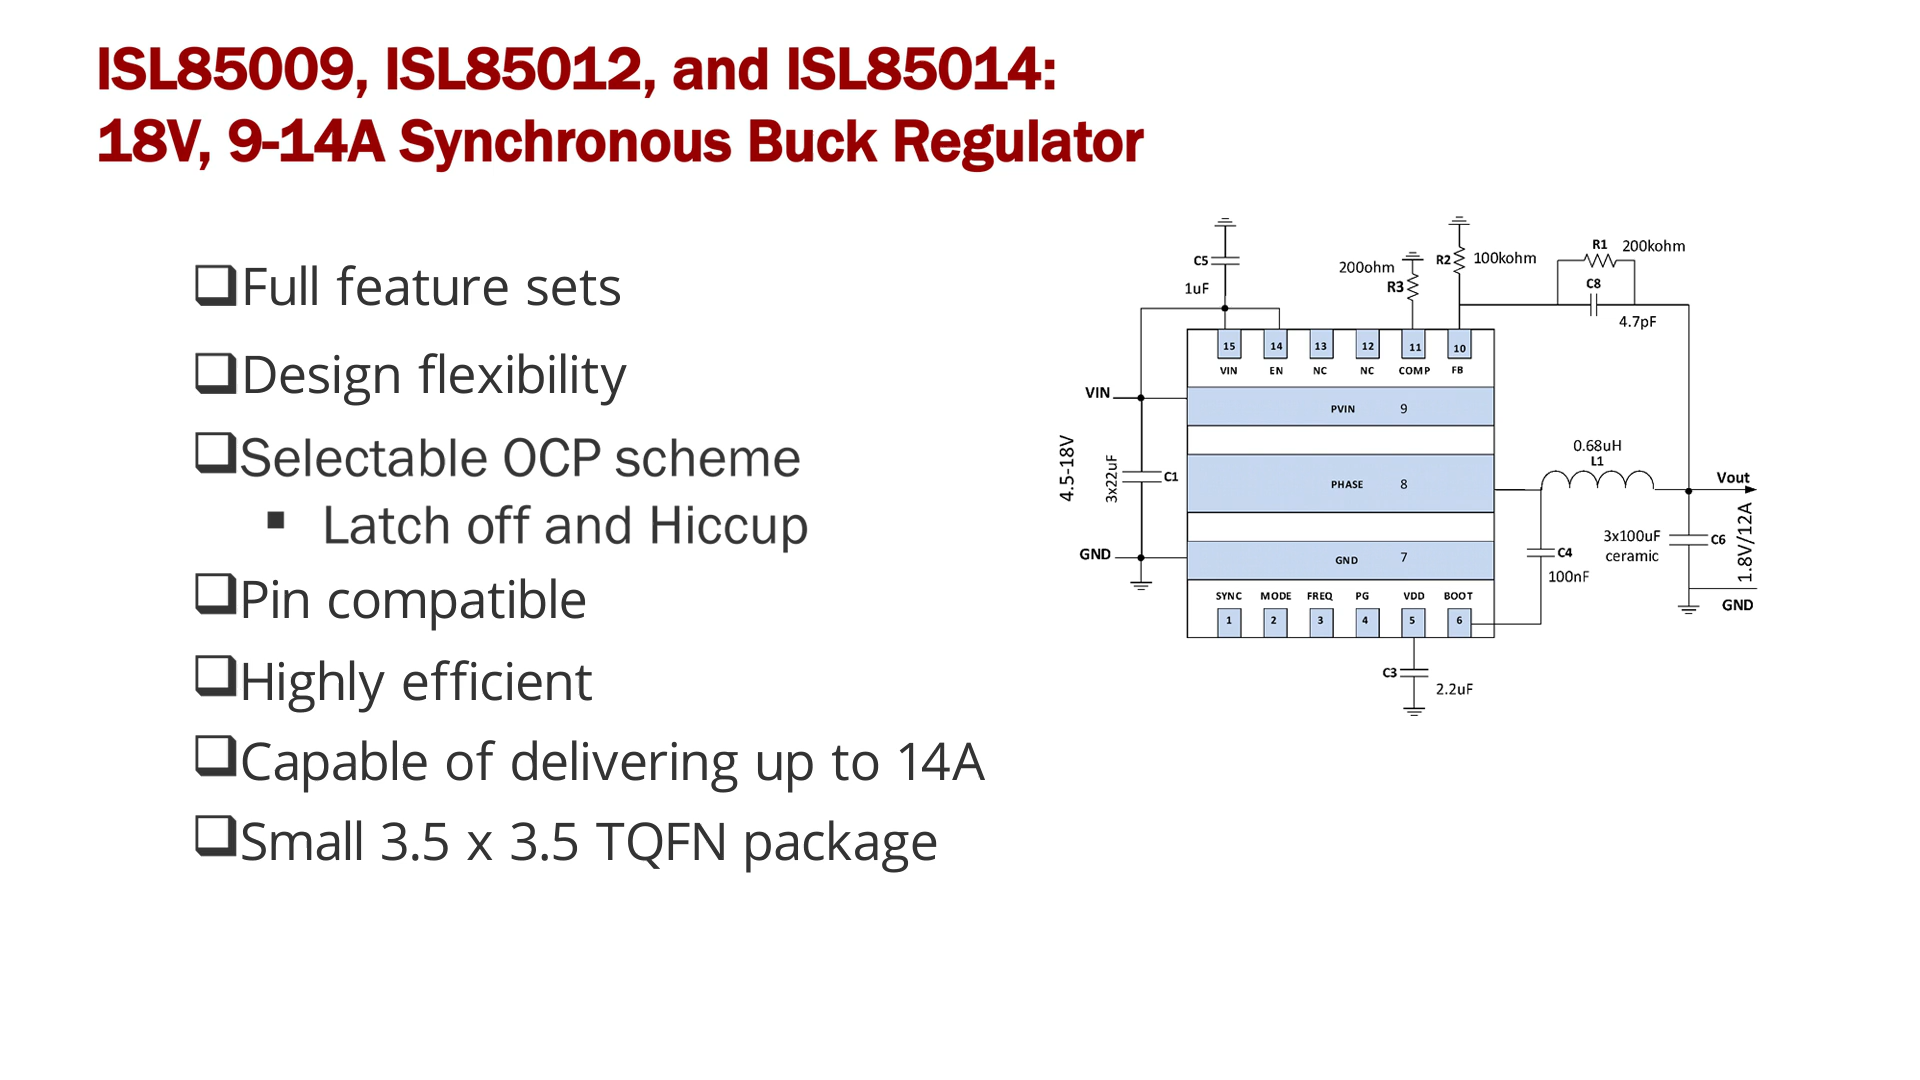 ISL85009, ISL85012, and ISL85014:
18V, 9-14A Synchronous Buck Regulator
Full feature sets
Design flexibility
Selectable OCP scheme
Latch off and Hiccup
Pin compatible
Highly efficient
Capable of delivering up to 14A
Small 3.5 x 3.5 TQFN package
C5
1uF
200ohm
R3
R2
100kohm
R1 200kohm
C8
4.7pF
15 14 13 12 11 10
VIN EN NC NC COMP FB
VIN
PVIN 9
4.5-18V
3x22uF
C1
PHASE 8
0.68uH
L1
Vout
1.8V/12A
3x100uF
ceramic
C6
GND
GND 7
C4
100nF
GND
SYNC MODE FREQ PG VDD BOOT
1 2 3 4 5 6
C3
2.2uF